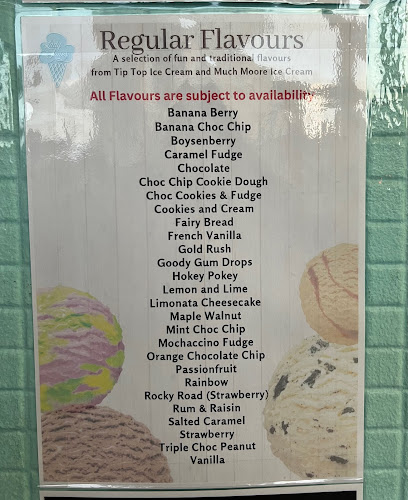 Regular Flavours
A selection of fun and traditional flavours
from Tip Top Ice Cream and Much Moore Ice Cream
All Flavours are subject to availability
Banana Berry
Banana Choc Chip
Boysenberry
Caramel Fudge
Chocolate
Choc Chip Cookie Dough
Choc Cookies & Fudge
Cookies and Cream
Fairy Bread
French Vanilla
Gold Rush
Goody Gum Drops
Hokey Pokey
Lemon and Lime
Limonata Cheesecake
Maple Walnut
Mint Choc Chip
Mochaccino Fudge
Orange Chocolate Chip
Passionfruit
Rainbow
Rocky Road (Strawberry)
Rum & Raisin
Salted Caramel
Strawberry
Triple Choc Peanut
Vanilla